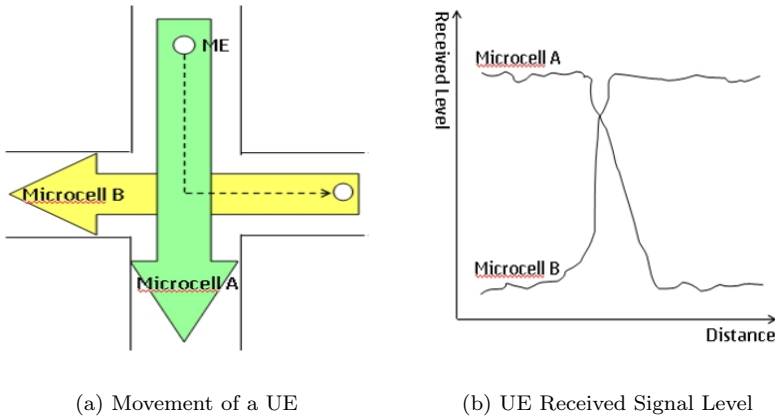 ME
Microcell B
Microcell A
(a) Movement of a UE
Received Level
Microcell A
Microcell B
Distance
(b) UE Received Signal Level